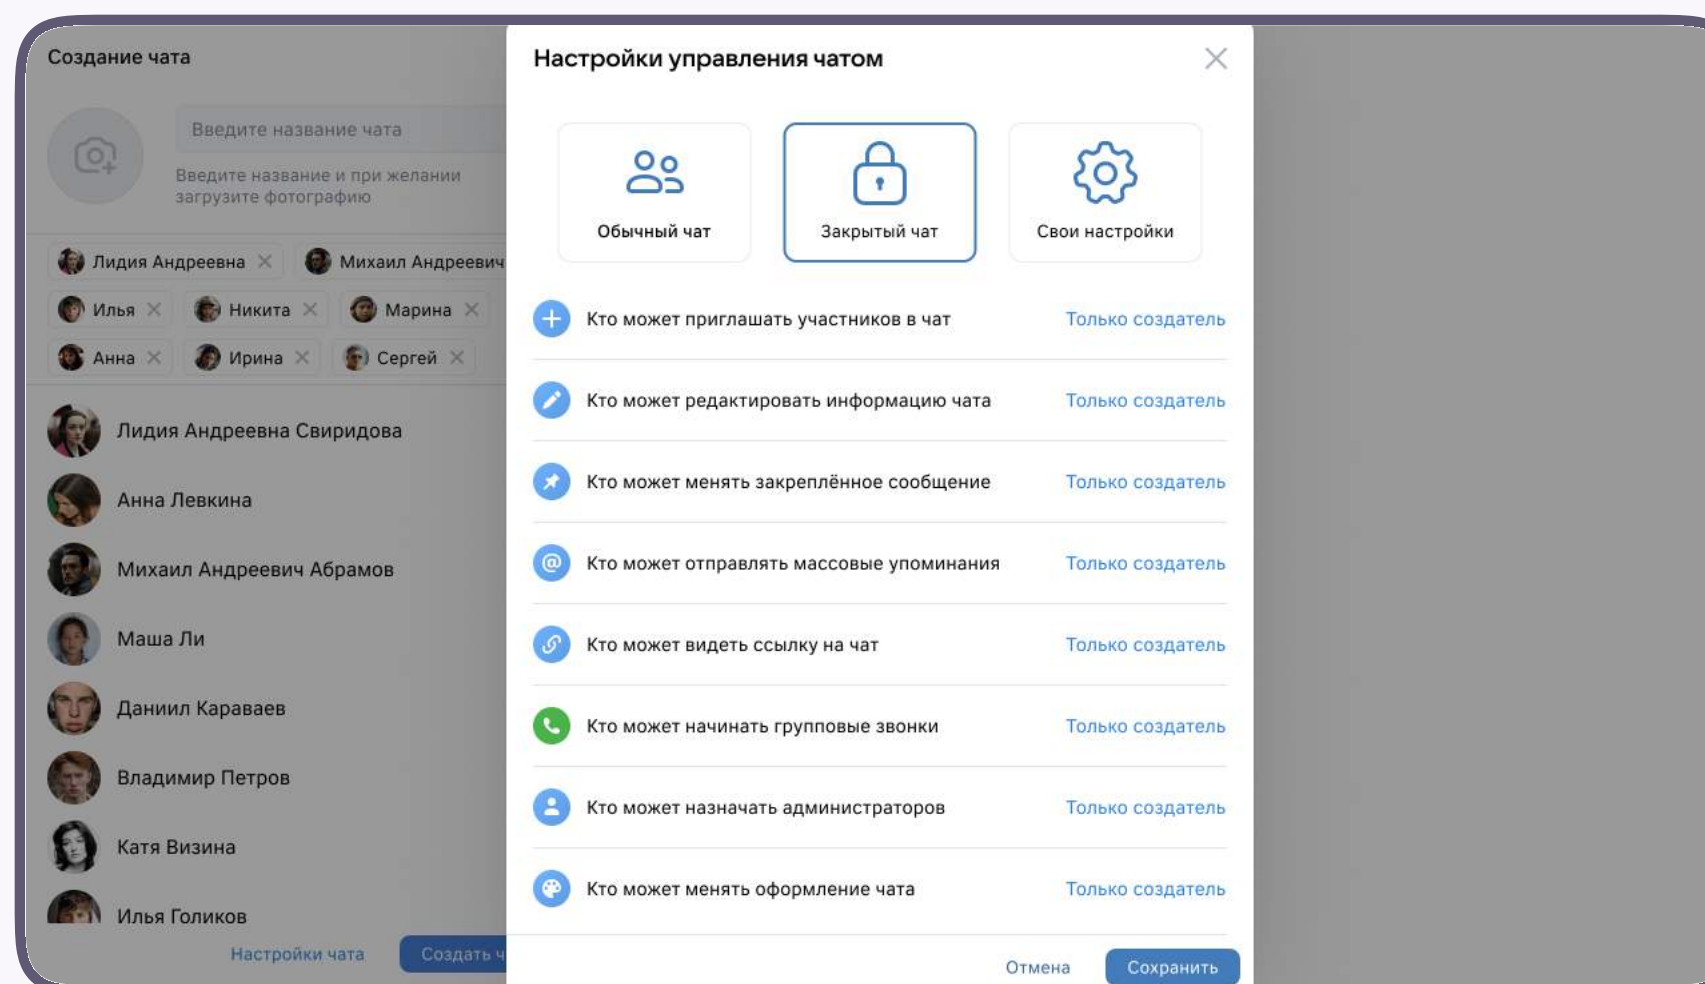 Создание чата
Введите название чата
Введите название и при желании
загрузите фотографию
Лидия Андреевна
Михаил Андреевич
Илья
Никита
Марина
Анна
Ирина
Сергей
Лидия Андреевна Свиридова
Анна Левкина
Михаил Андреевич Абрамов
Маша Ли
Даниил Караваев
Владимир Петров
Катя Визина
Илья Голиков
Настройки чата
Создать ч
Настройки управления чатом
Обычный чат
Закрытый чат
Свои настройки
Кто может приглашать участников в чат Только создатель
Кто может редактировать информацию чата Только создатель
Кто может менять закреплённое сообщение Только создатель
Кто может отправлять массовые упоминания Только создатель
Кто может видеть ссылку на чат Только создатель
Кто может начинать групповые звонки Только создатель
Кто может назначать администраторов Только создатель
Кто может менять оформление чата Только создатель
Отмена
Сохранить